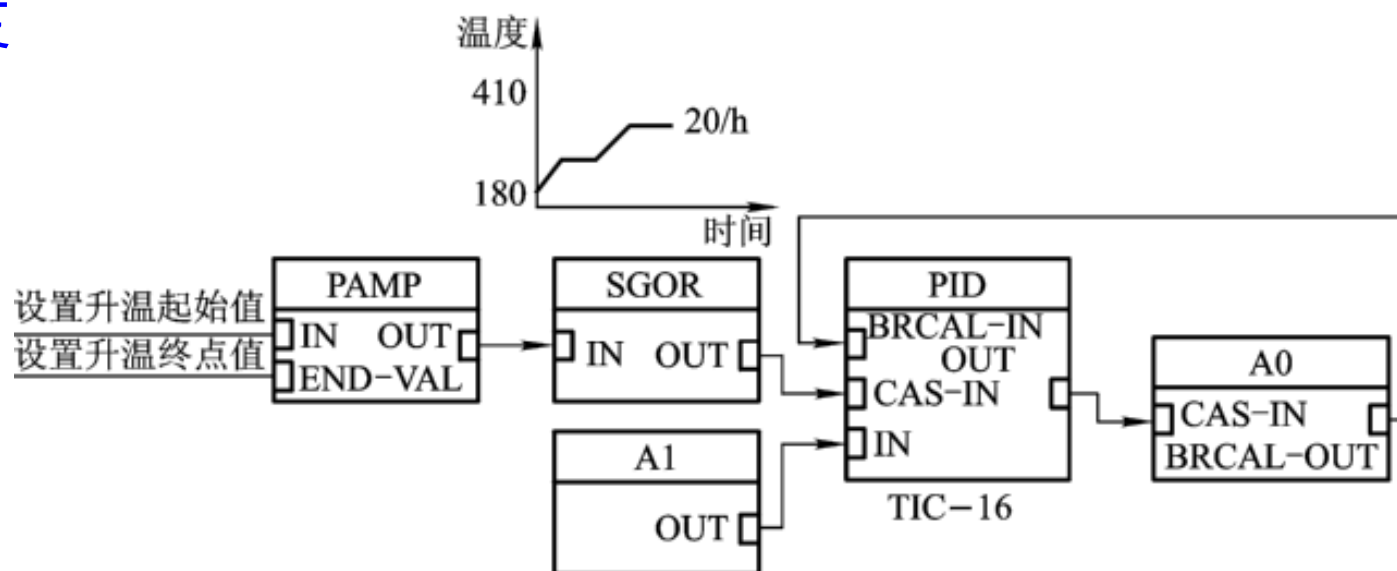 温度
410
20/h
180
时间
设置升温起始值
设置升温终点值
PAMP
IN OUT
END-VAL
SGOR
IN OUT
A1
OUT
PID
BRCAL-IN
OUT
CAS-IN
IN
TIC-16
A0
CAS-IN
BRCAL-OUT